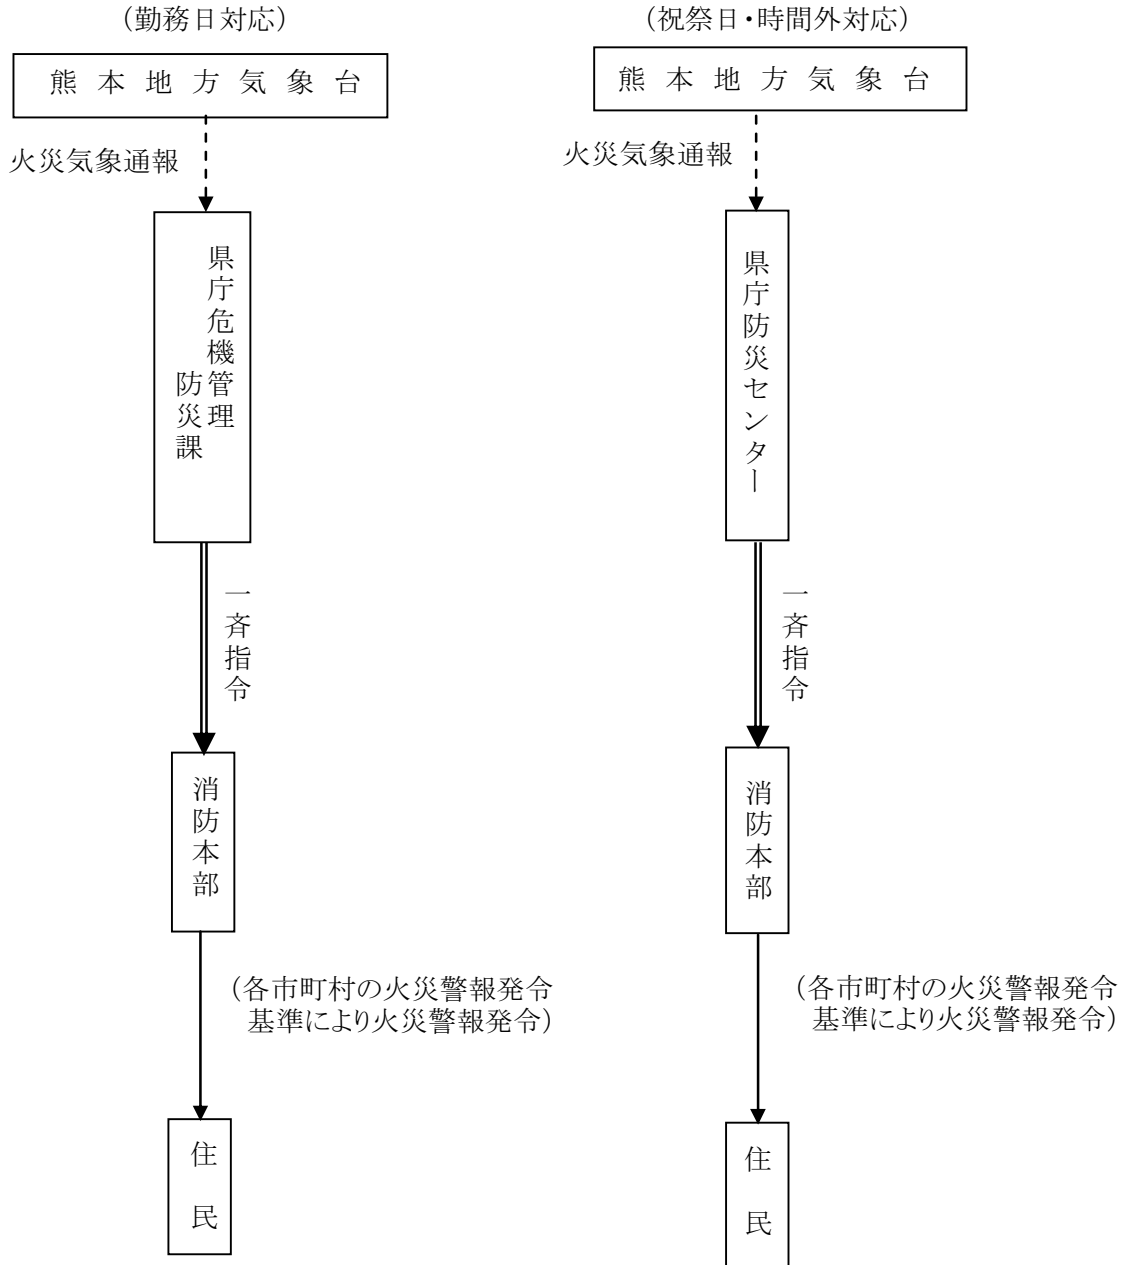 (勤務日対応)
熊本地方気象台
火災気象通報
県庁危機管理
防災課
一斉指令
消防本部
(各市町村の火災警報発令
基準により火災警報発令)
住民
(祝祭日・時間外対応)
熊本地方気象台
火災気象通報
県庁防災センター
一斉指令
消防本部
(各市町村の火災警報発令
基準により火災警報発令)
住民